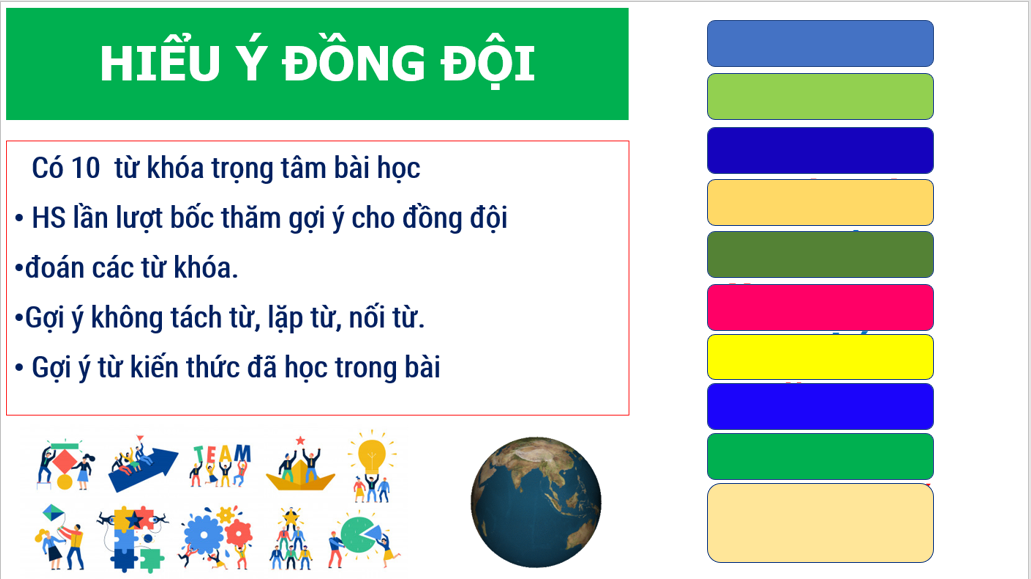 HIỂU Ý ĐỒNG ĐỘI
Có 10 từ khóa trọng tâm bài học
• HS lần lượt bốc thăm gợi ý cho đồng đội
•đoán các từ khóa.
•Gợi ý không tách từ, lặp từ, nối từ.
• Gợi ý từ kiến thức đã học trong bài
TEAM